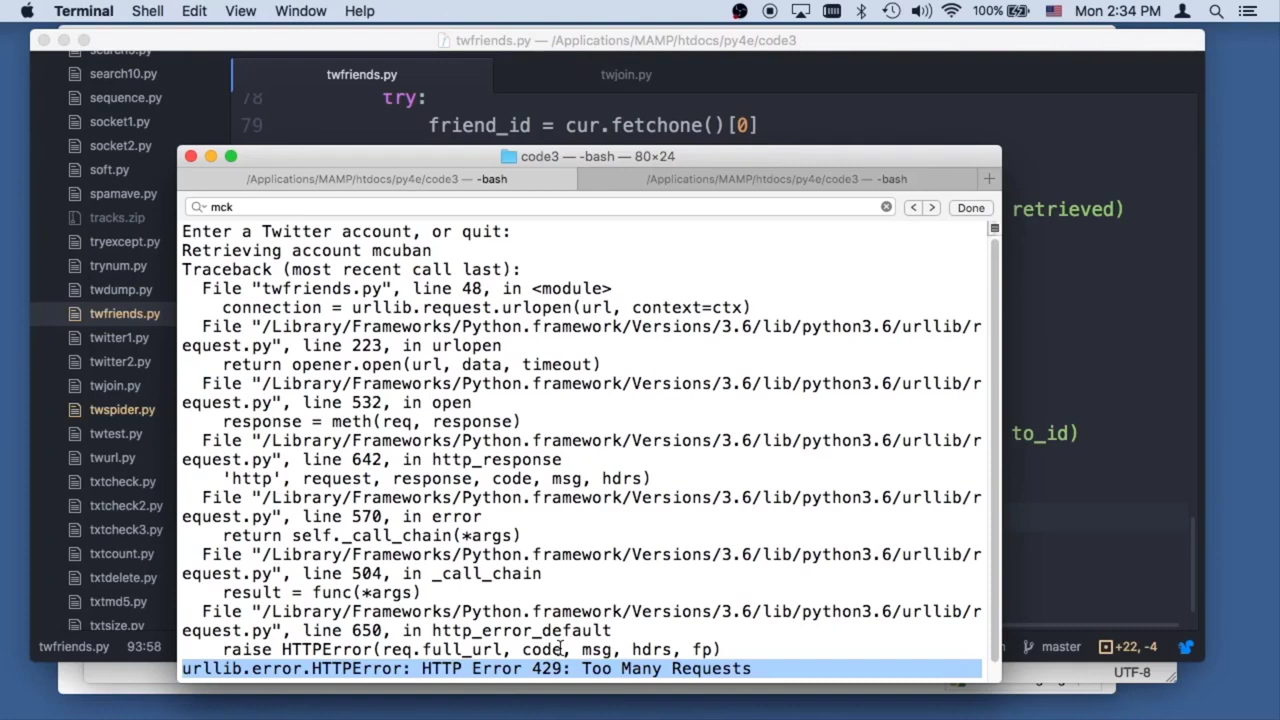 Terminal Shell Edit View Window Help 100% Mon 2:34 PM
twfriends.py — /Applications/MAMP/htdocs/py4e/code3
search10.py
sequence.py
socket1.py
socket2.py
soft.py
spamave.py
tracks.zip
tryexcept.py
trynum.py
twdump.py
twfriends.py
twitter1.py
twitter2.py
twjoin.py
twspider.py
twtest.py
twurl.py
txtcheck.py
txtcheck2.py
txtcheck3.py
txtcount.py
txtdelete.py
txtmd5.py
txtsize.py
twfriends.py twjoin.py
78 try:
79 friend_id = cur.fetchone()[0]
retrieved)
to_id)
code3 — -bash — 80×24
/Applications/MAMP/htdocs/py4e/code3 — -bash /Applications/MAMP/htdocs/py4e/code3 — -bash
mck < > Done
Enter a Twitter account, or quit:
Retrieving account mcuban
Traceback (most recent call last):
File "twfriends.py", line 48, in <module>
connection = urllib.request.urlopen(url, context=ctx)
File "/Library/Frameworks/Python.framework/Versions/3.6/lib/python3.6/urllib/r
equest.py", line 223, in urlopen
return opener.open(url, data, timeout)
File "/Library/Frameworks/Python.framework/Versions/3.6/lib/python3.6/urllib/r
equest.py", line 532, in open
response = meth(req, response)
File "/Library/Frameworks/Python.framework/Versions/3.6/lib/python3.6/urllib/r
equest.py", line 642, in http_response
'http', request, response, code, msg, hdrs)
File "/Library/Frameworks/Python.framework/Versions/3.6/lib/python3.6/urllib/r
equest.py", line 570, in error
return self._call_chain(*args)
File "/Library/Frameworks/Python.framework/Versions/3.6/lib/python3.6/urllib/r
equest.py", line 504, in _call_chain
result = func(*args)
File "/Library/Frameworks/Python.framework/Versions/3.6/lib/python3.6/urllib/r
equest.py", line 650, in http_error_default
raise HTTPError(req.full_url, code, msg, hdrs, fp)
urllib.error.HTTPError: HTTP Error 429: Too Many Requests
twfriends.py 93:58 master +22, -4
UTF-8